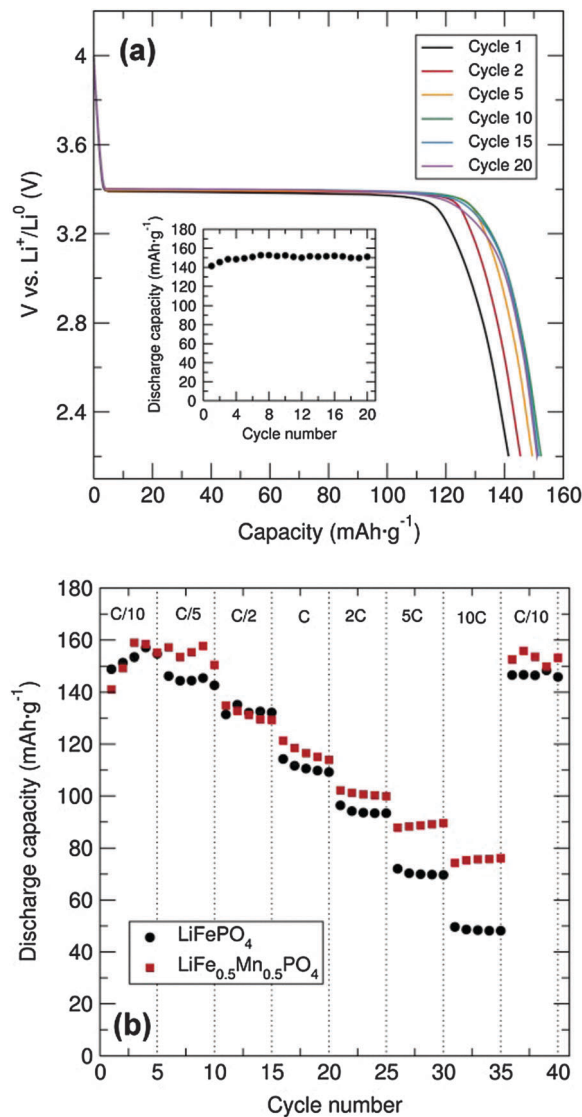 (a)
Cycle 1
Cycle 2
Cycle 5
Cycle 10
Cycle 15
Cycle 20
4
3.6
3.2
2.8
2.4
V vs. Li⁺/Li⁰ (V)
0 20 40 60 80 100 120 140 160
Capacity (mAh·g⁻¹)
180
160
140
120
100
80
60
40
20
0
Discharge capacity (mAh·g⁻¹)
0 4 8 12 16 20
Cycle number
C/10 C/5 C/2 C 2C 5C 10C C/10
180
160
140
120
100
80
60
40
20
0
Discharge capacity (mAh·g⁻¹)
LiFePO₄
LiFe₀.₅Mn₀.₅PO₄
(b)
0 5 10 15 20 25 30 35 40
Cycle number